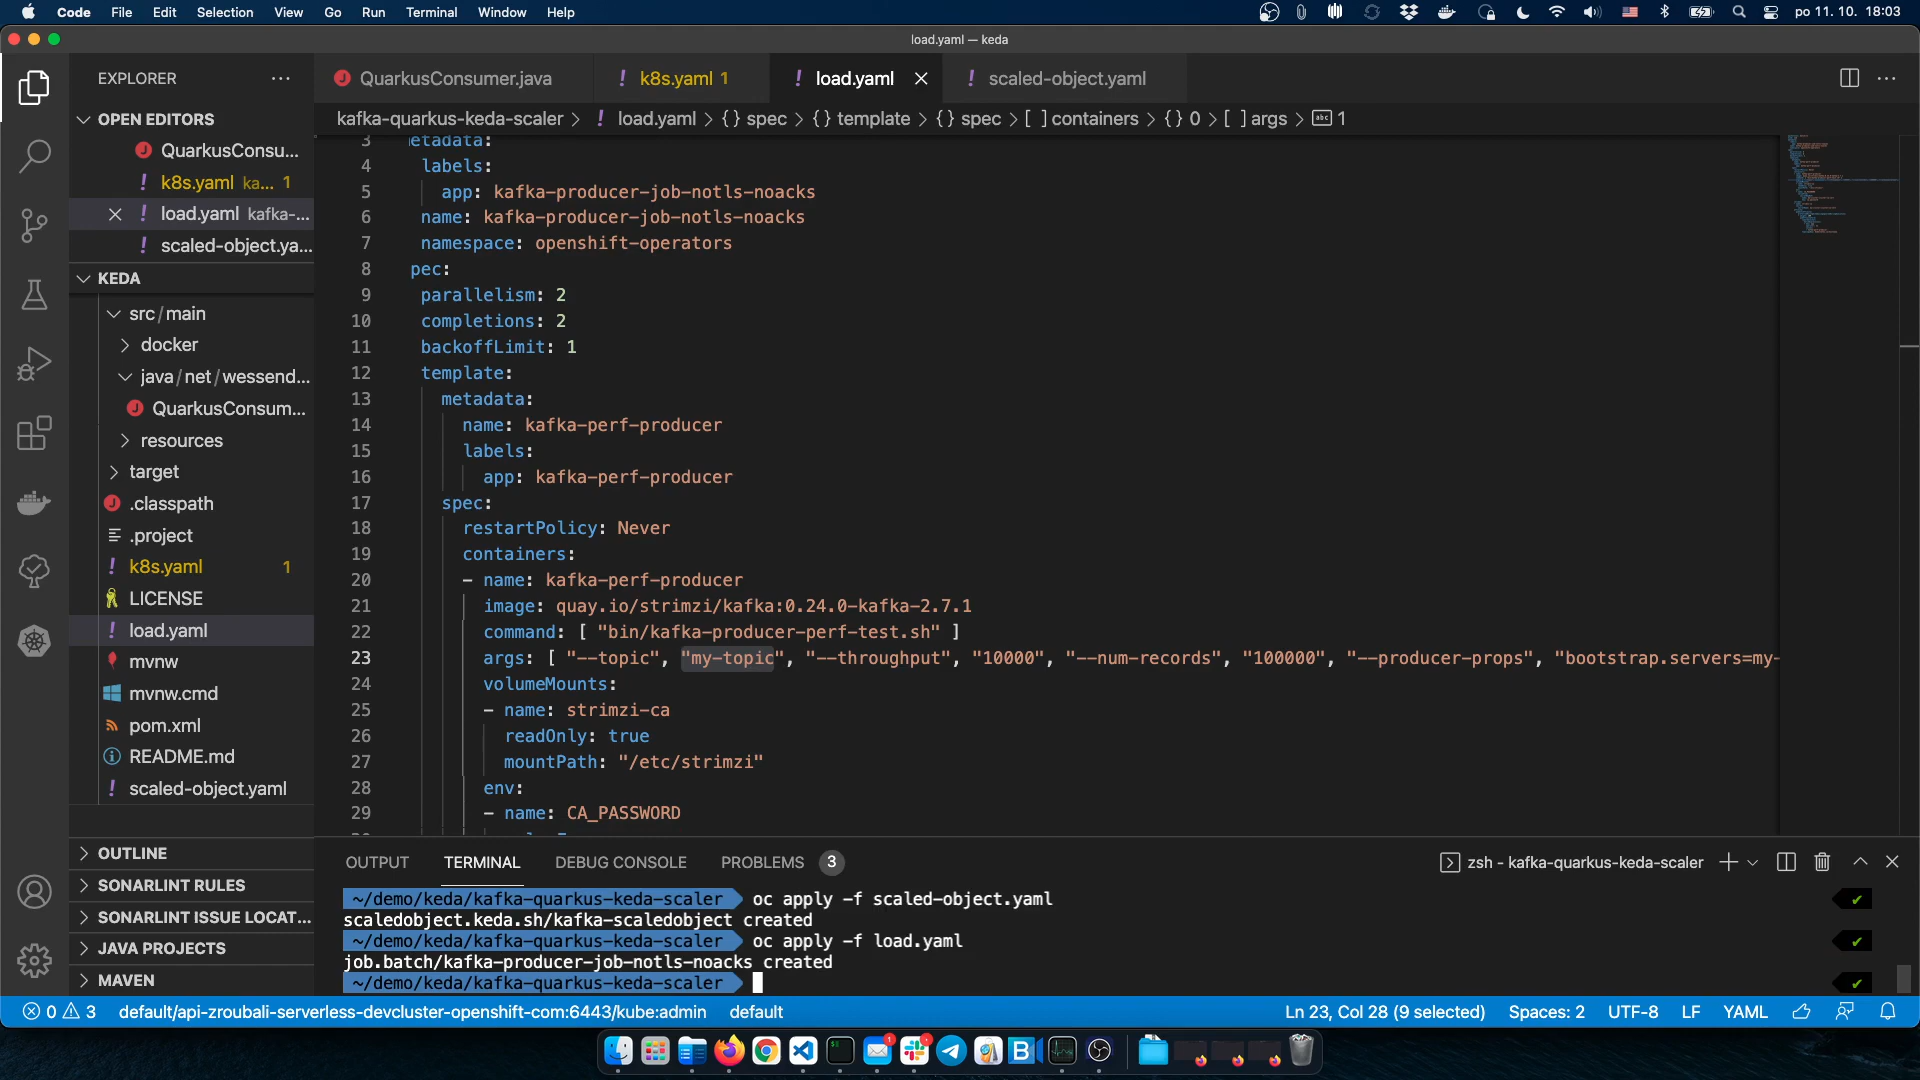 Code File Edit Selection View Go Run Terminal Window Help po 11. 10. 18:03
load.yaml — keda
EXPLORER
QuarkusConsumer.java
k8s.yaml 1
load.yaml
scaled-object.yaml
kafka-quarkus-keda-scaler > ! load.yaml > {} spec > {} template > {} spec > [ ] containers > {} 0 > [ ] args > abc 1
OPEN EDITORS
QuarkusConsu...
k8s.yaml ka... 1
load.yaml kafka-...
scaled-object.ya...
KEDA
src/main
docker
java/net/wessend...
QuarkusConsum...
resources
target
.classpath
.project
k8s.yaml 1
LICENSE
load.yaml
mvnw
mvnw.cmd
pom.xml
README.md
scaled-object.yaml
OUTLINE
SONARLINT RULES
SONARLINT ISSUE LOCAT...
JAVA PROJECTS
MAVEN
3 etadata:
4 labels:
5 app: kafka-producer-job-notls-noacks
6 name: kafka-producer-job-notls-noacks
7 namespace: openshift-operators
8 pec:
9 parallelism: 2
10 completions: 2
11 backoffLimit: 1
12 template:
13 metadata:
14 name: kafka-perf-producer
15 labels:
16 app: kafka-perf-producer
17 spec:
18 restartPolicy: Never
19 containers:
20 - name: kafka-perf-producer
21 image: quay.io/strimzi/kafka:0.24.0-kafka-2.7.1
22 command: [ "bin/kafka-producer-perf-test.sh" ]
23 args: [ "--topic", "my-topic", "--throughput", "10000", "--num-records", "100000", "--producer-props", "bootstrap.servers=my-
24 volumeMounts:
25 - name: strimzi-ca
26 readOnly: true
27 mountPath: "/etc/strimzi"
28 env:
29 - name: CA_PASSWORD
OUTPUT TERMINAL DEBUG CONSOLE PROBLEMS 3 zsh - kafka-quarkus-keda-scaler
~/demo/keda/kafka-quarkus-keda-scaler oc apply -f scaled-object.yaml
scaledobject.keda.sh/kafka-scaledobject created
~/demo/keda/kafka-quarkus-keda-scaler oc apply -f load.yaml
job.batch/kafka-producer-job-notls-noacks created
~/demo/keda/kafka-quarkus-keda-scaler
0 3 default/api-zroubali-serverless-devcluster-openshift-com:6443/kube:admin default Ln 23, Col 28 (9 selected) Spaces: 2 UTF-8 LF YAML